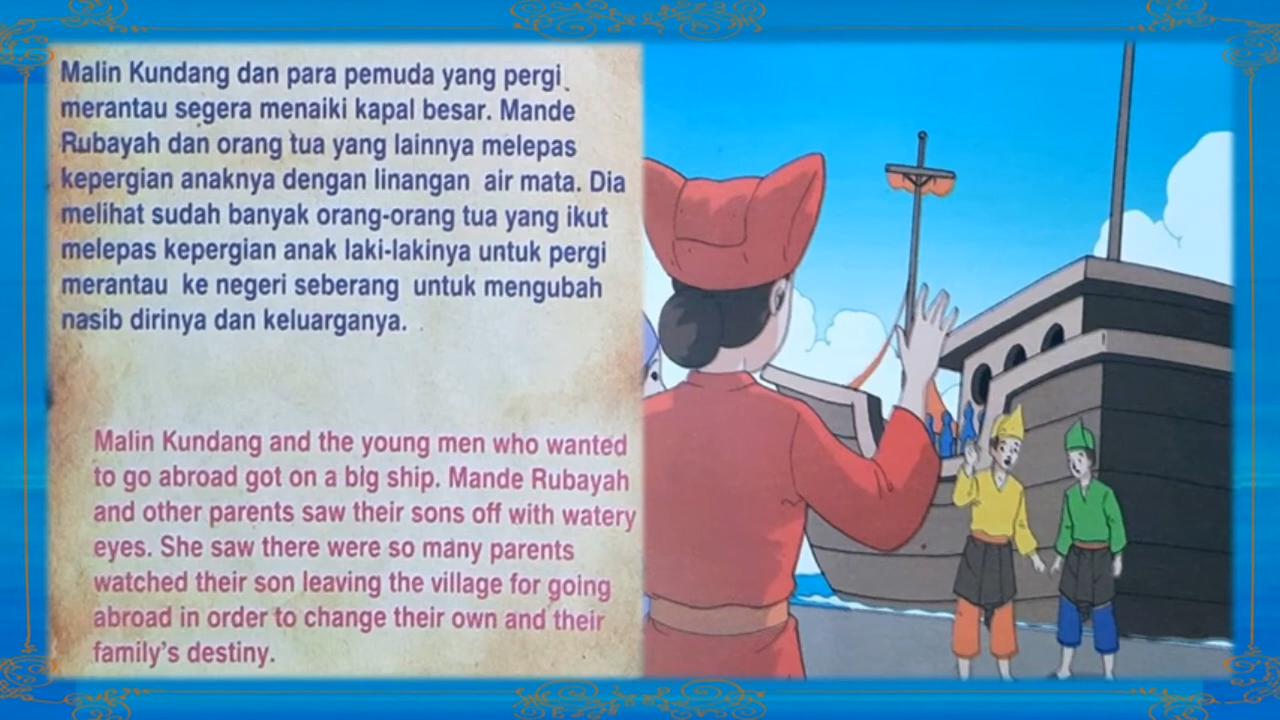 Malin Kundang dan para pemuda yang pergi
merantau segera menaiki kapal besar. Mande
Rubayah dan orang tua yang lainnya melepas
kepergian anaknya dengan linangan air mata. Dia
melihat sudah banyak orang-orang tua yang ikut
melepas kepergian anak laki-lakinya untuk pergi
merantau ke negeri seberang untuk mengubah
nasib dirinya dan keluarganya.
Malin Kundang and the young men who wanted
to go abroad got on a big ship. Mande Rubayah
and other parents saw their sons off with watery
eyes. She saw there were so many parents
watched their son leaving the village for going
abroad in order to change their own and their
family's destiny.